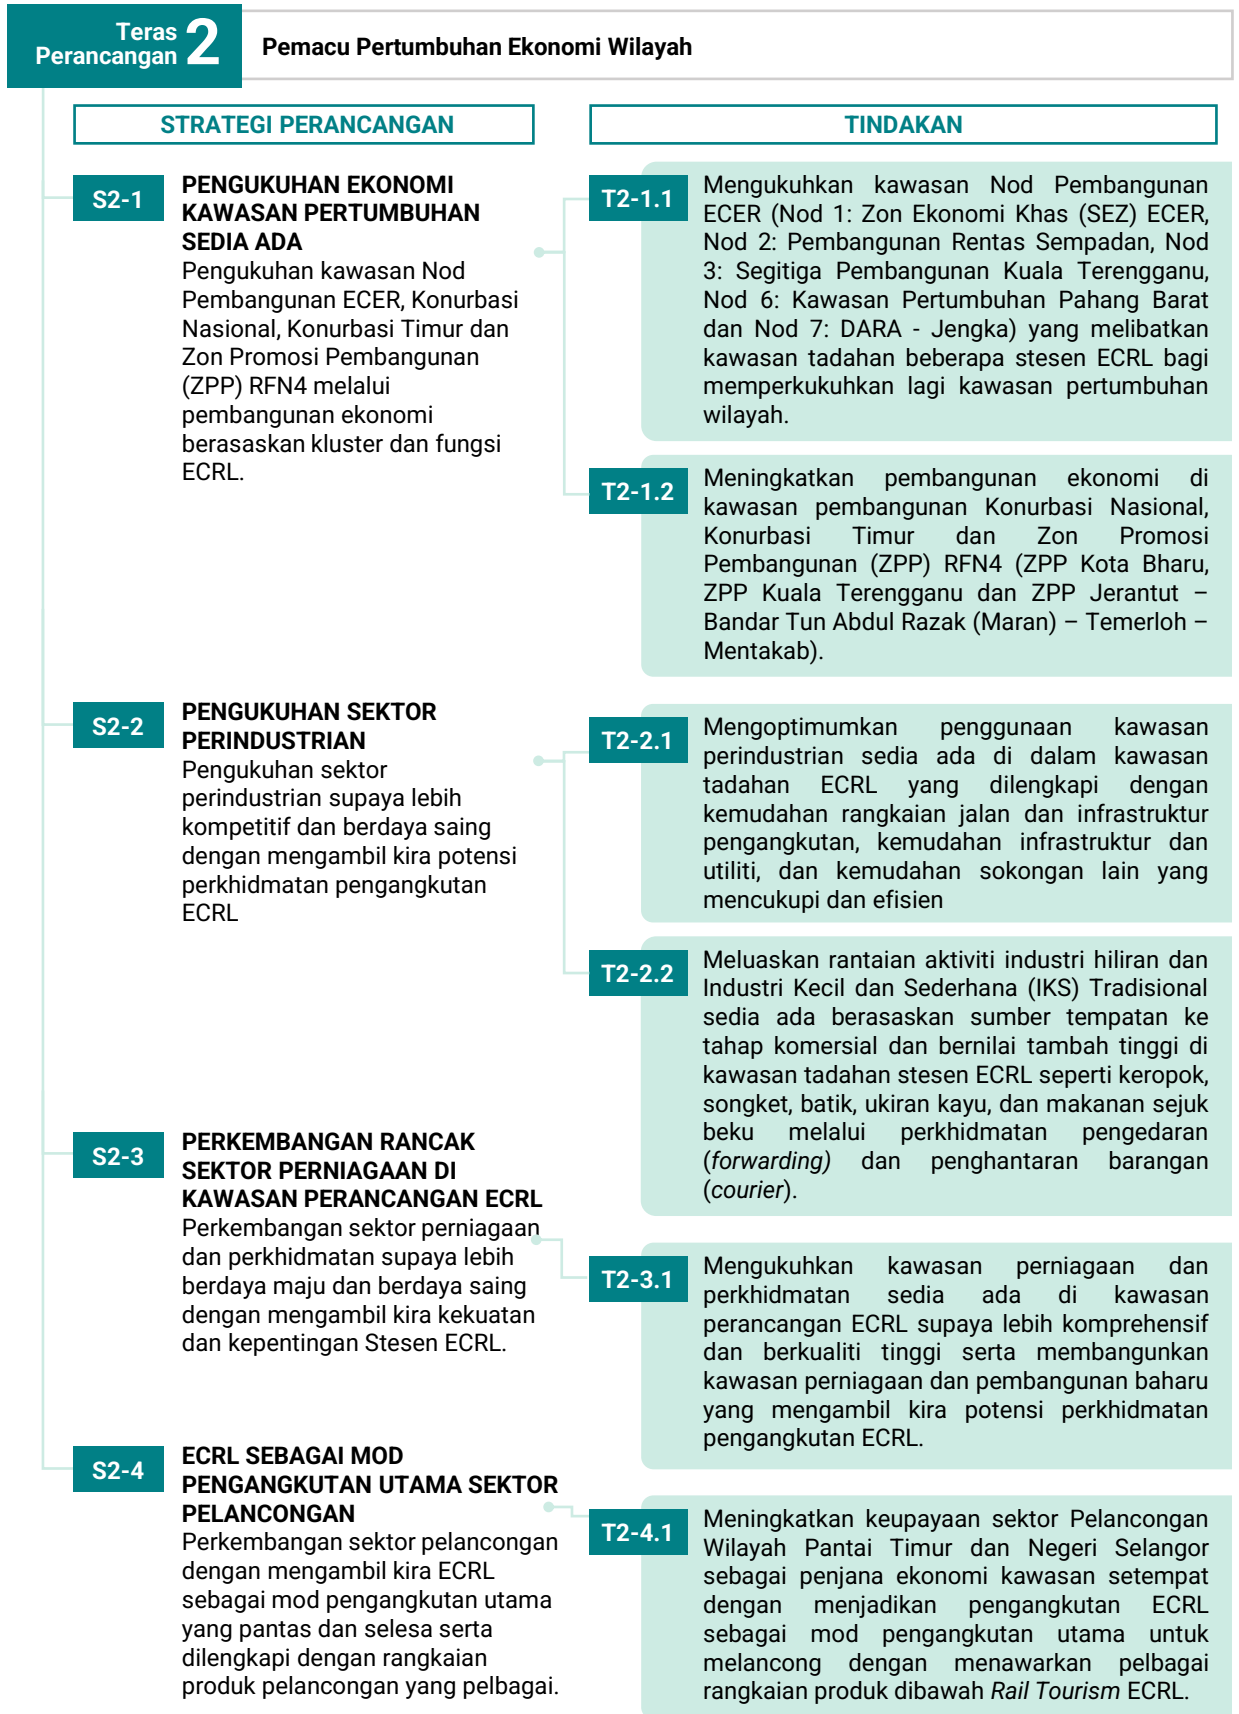 Teras
Perancangan 2
Pemacu Pertumbuhan Ekonomi Wilayah
STRATEGI PERANCANGAN
TINDAKAN
S2-1
PENGUKUHAN EKONOMI
KAWASAN PERTUMBUHAN
SEDIA ADA
Pengukuhan kawasan Nod
Pembangunan ECER, Konurbasi
Nasional, Konurbasi Timur dan
Zon Promosi Pembangunan
(ZPP) RFN4 melalui
pembangunan ekonomi
berasaskan kluster dan fungsi
ECRL.
T2-1.1
Mengukuhkan kawasan Nod Pembangunan
ECER (Nod 1: Zon Ekonomi Khas (SEZ) ECER,
Nod 2: Pembangunan Rentas Sempadan, Nod
3: Segitiga Pembangunan Kuala Terengganu,
Nod 6: Kawasan Pertumbuhan Pahang Barat
dan Nod 7: DARA - Jengka) yang melibatkan
kawasan tadahan beberapa stesen ECRL bagi
memperkukuhkan lagi kawasan pertumbuhan
wilayah.
T2-1.2
Meningkatkan pembangunan ekonomi di
kawasan pembangunan Konurbasi Nasional,
Konurbasi Timur dan Zon Promosi
Pembangunan (ZPP) RFN4 (ZPP Kota Bharu,
ZPP Kuala Terengganu dan ZPP Jerantut –
Bandar Tun Abdul Razak (Maran) – Temerloh –
Mentakab).
S2-2
PENGUKUHAN SEKTOR
PERINDUSTRIAN
Pengukuhan sektor
perindustrian supaya lebih
kompetitif dan berdaya saing
dengan mengambil kira potensi
perkhidmatan pengangkutan
ECRL
T2-2.1
Mengoptimumkan penggunaan kawasan
perindustrian sedia ada di dalam kawasan
tadahan ECRL yang dilengkapi dengan
kemudahan rangkaian jalan dan infrastruktur
pengangkutan, kemudahan infrastruktur dan
utiliti, dan kemudahan sokongan lain yang
mencukupi dan efisien
T2-2.2
Meluaskan rantaian aktiviti industri hiliran dan
Industri Kecil dan Sederhana (IKS) Tradisional
sedia ada berasaskan sumber tempatan ke
tahap komersial dan bernilai tambah tinggi di
kawasan tadahan stesen ECRL seperti keropok,
songket, batik, ukiran kayu, dan makanan sejuk
beku melalui perkhidmatan pengedaran
(forwarding) dan penghantaran barangan
(courier).
S2-3
PERKEMBANGAN RANCAK
SEKTOR PERNIAGAAN DI
KAWASAN PERANCANGAN ECRL
Perkembangan sektor perniagaan
dan perkhidmatan supaya lebih
berdaya maju dan berdaya saing
dengan mengambil kira kekuatan
dan kepentingan Stesen ECRL.
T2-3.1
Mengukuhkan kawasan perniagaan dan
perkhidmatan sedia ada di kawasan
perancangan ECRL supaya lebih komprehensif
dan berkualiti tinggi serta membangunkan
kawasan perniagaan dan pembangunan baharu
yang mengambil kira potensi perkhidmatan
pengangkutan ECRL.
S2-4
ECRL SEBAGAI MOD
PENGANGKUTAN UTAMA SEKTOR
PELANCONGAN
Perkembangan sektor pelancongan
dengan mengambil kira ECRL
sebagai mod pengangkutan utama
yang pantas dan selesa serta
dilengkapi dengan rangkaian
produk pelancongan yang pelbagai.
T2-4.1
Meningkatkan keupayaan sektor Pelancongan
Wilayah Pantai Timur dan Negeri Selangor
sebagai penjana ekonomi kawasan setempat
dengan menjadikan pengangkutan ECRL
sebagai mod pengangkutan utama untuk
melancong dengan menawarkan pelbagai
rangkaian produk dibawah Rail Tourism ECRL.